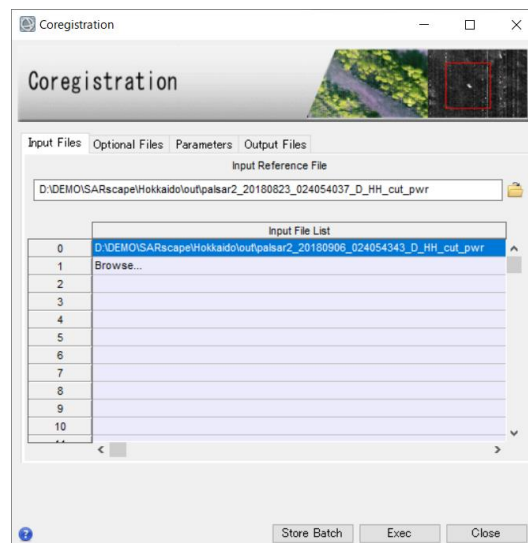 Coregistration
Coregistration
Input Files Optional Files Parameters Output Files
Input Reference File
D:\DEMO\SARscape\Hokkaido\out\palsar2_20180823_024054037_D_HH_cut_pwr
Input File List
0 D:\DEMO\SARscape\Hokkaido\out\palsar2_20180906_024054343_D_HH_cut_pwr
1 Browse...
2
3
4
5
6
7
8
9
10
Store Batch Exec Close